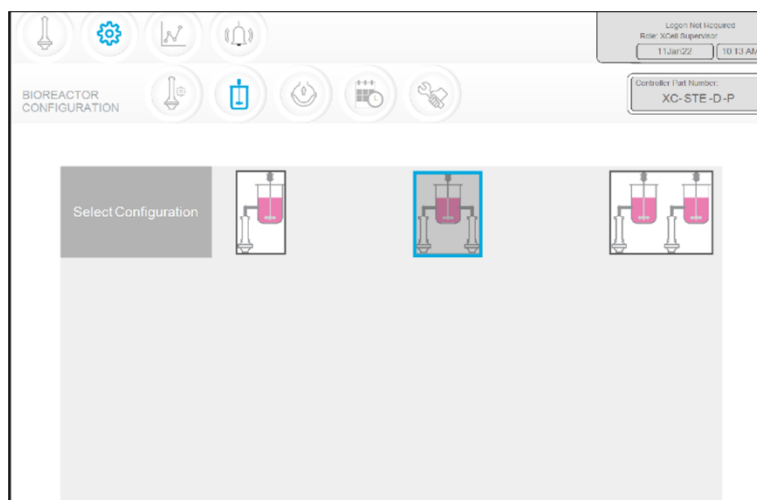 Logon Not Required
Role: XCell Supervisor
11Jan22
10:13 AM
BIOREACTOR
CONFIGURATION
Controller Part Number:
XC-STE-D-P
Select Configuration